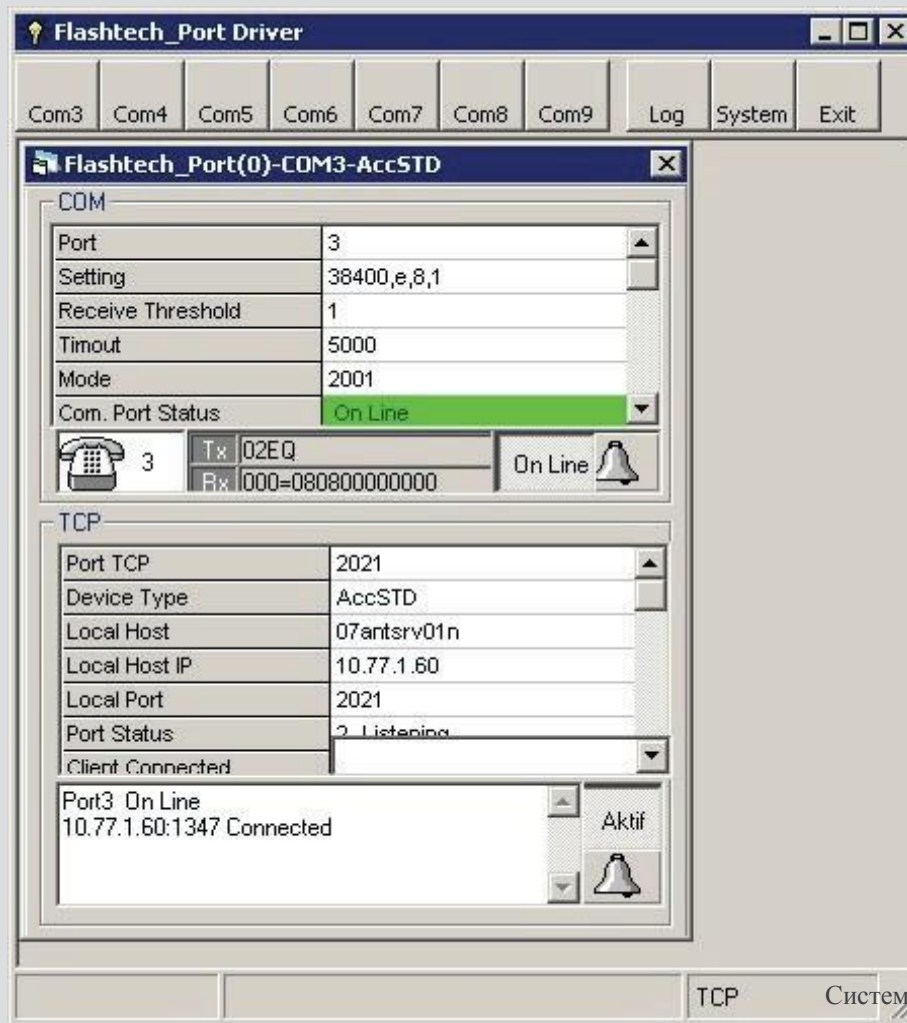 Flashtech_Port Driver
Com3 Com4 Com5 Com6 Com7 Com8 Com9 Log System Exit
Flashtech_Port(0)-COM3-AccSTD
COM
Port 3
Setting 38400,e,8,1
Receive Threshold 1
Timout 5000
Mode 2001
Com. Port Status On Line
3 Tx 02EQ On Line
Rx 000=080800000000
TCP
Port TCP 2021
Device Type AccSTD
Local Host 07antsrv01n
Local Host IP 10.77.1.60
Local Port 2021
Port Status 2 Listening
Client Connected
Port3 On Line
10.77.1.60:1347 Connected
Aktif
TCP Систем